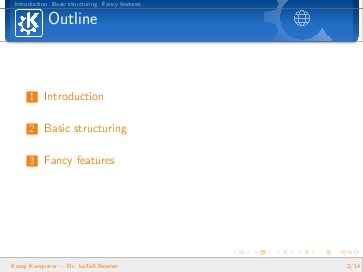 Introduction Basic structuring Fancy features
Outline
1 Introduction
2 Basic structuring
3 Fancy features
Konqi Konqueror — Dr. LaTeX Beamer 2/14